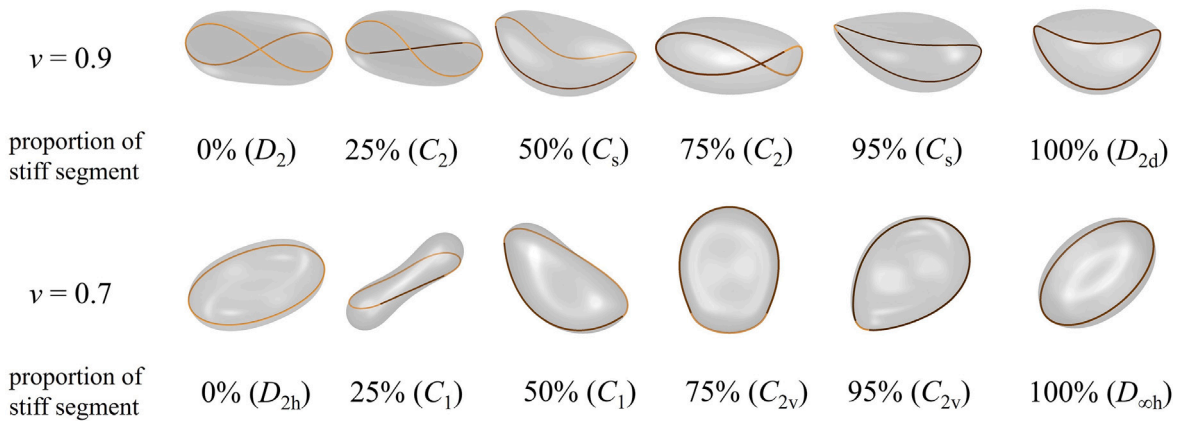 v = 0.9
proportion of
stiff segment
0% (D₂) 25% (C₂) 50% (Cₛ) 75% (C₂) 95% (Cₛ) 100% (D₂d)
v = 0.7
proportion of
stiff segment
0% (D₂h) 25% (C₁) 50% (C₁) 75% (C₂v) 95% (C₂v) 100% (D∞h)